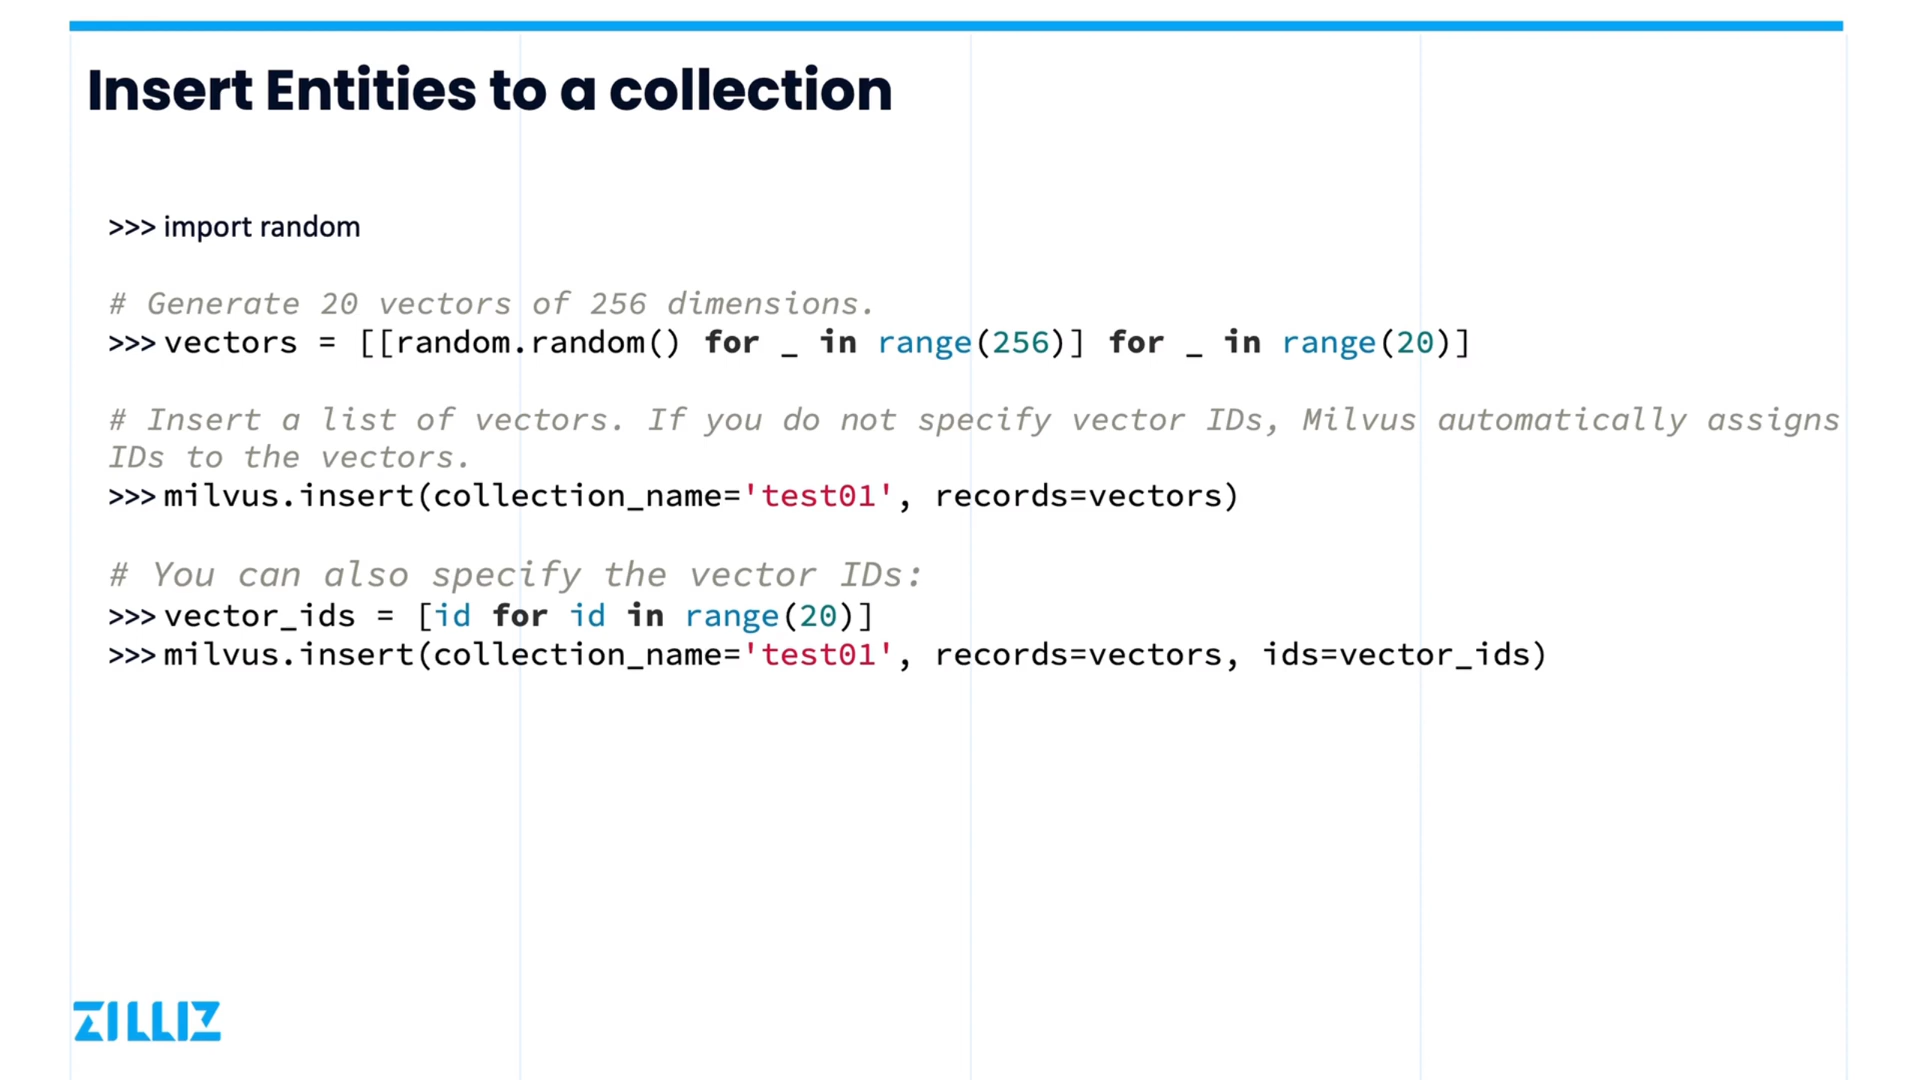 Insert Entities to a collection
>>> import random
# Generate 20 vectors of 256 dimensions.
>>> vectors = [[random.random() for _ in range(256)] for _ in range(20)]
# Insert a list of vectors. If you do not specify vector IDs, Milvus automatically assigns
IDs to the vectors.
>>> milvus.insert(collection_name='test01', records=vectors)
# You can also specify the vector IDs:
>>> vector_ids = [id for id in range(20)]
>>> milvus.insert(collection_name='test01', records=vectors, ids=vector_ids)
ZILLIZ